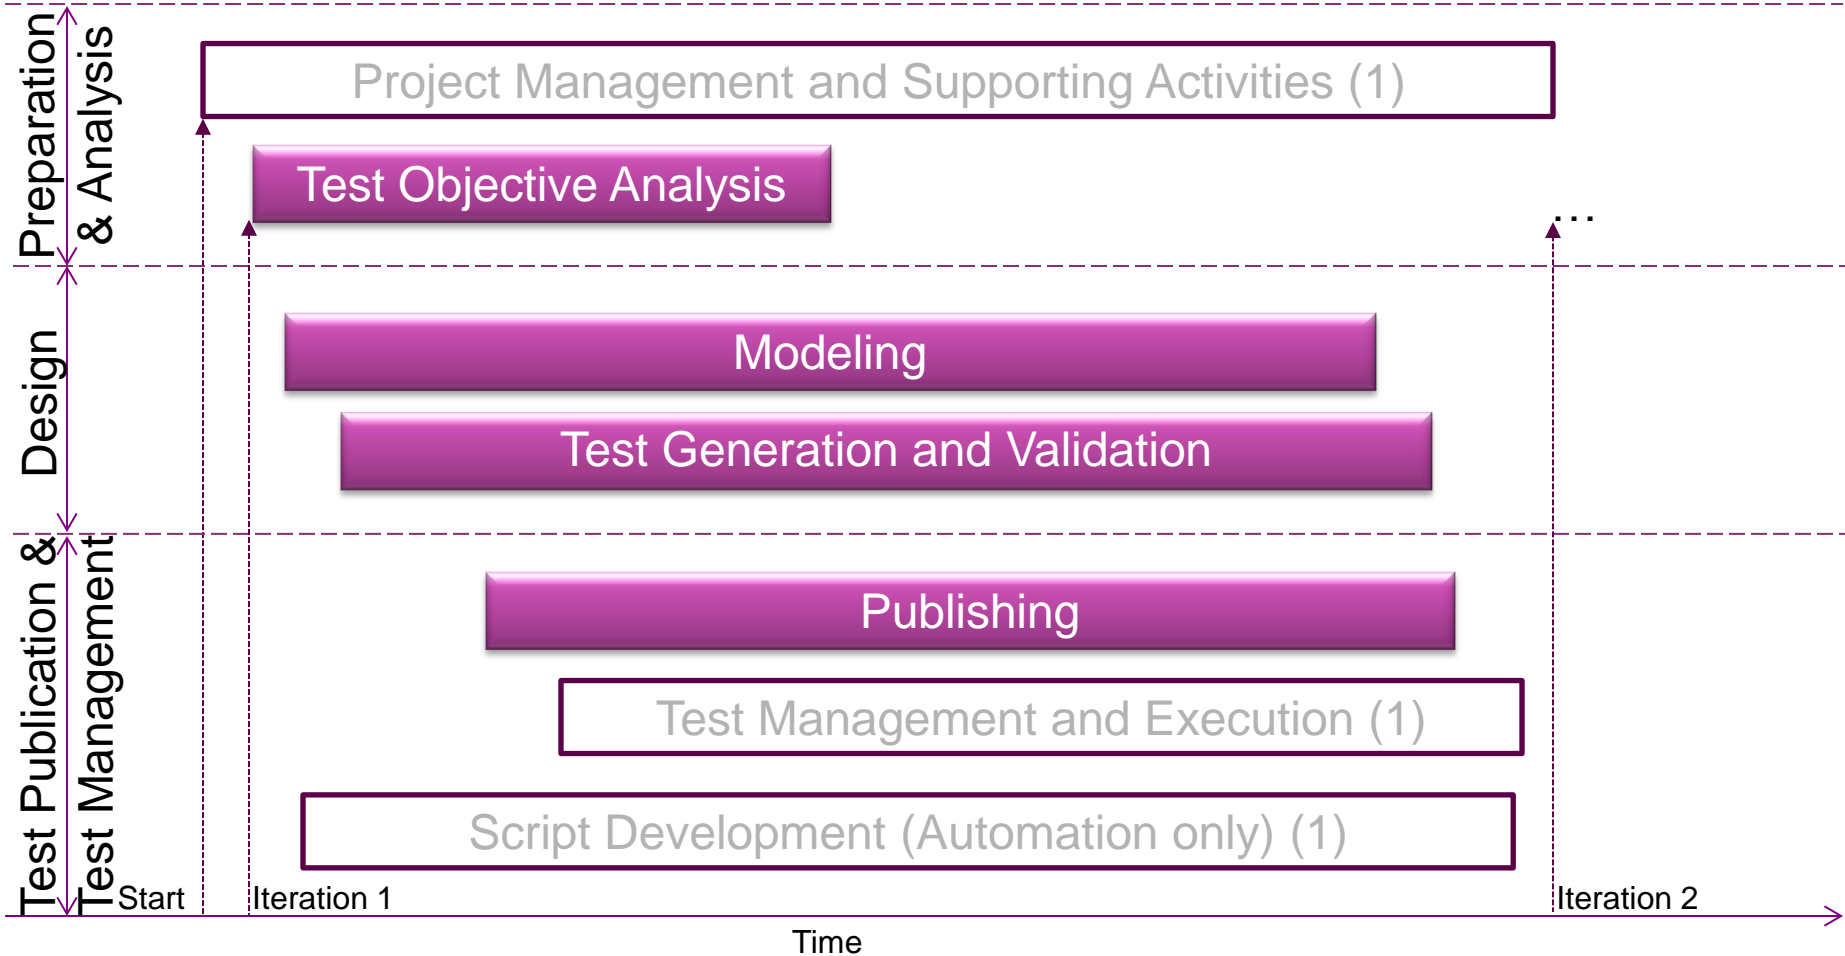 Preparation
& Analysis
Project Management and Supporting Activities (1)
Test Objective Analysis
...
Design
Modeling
Test Generation and Validation
Test Publication &
Test Management
Publishing
Test Management and Execution (1)
Script Development (Automation only) (1)
Start
Iteration 1
Iteration 2
Time